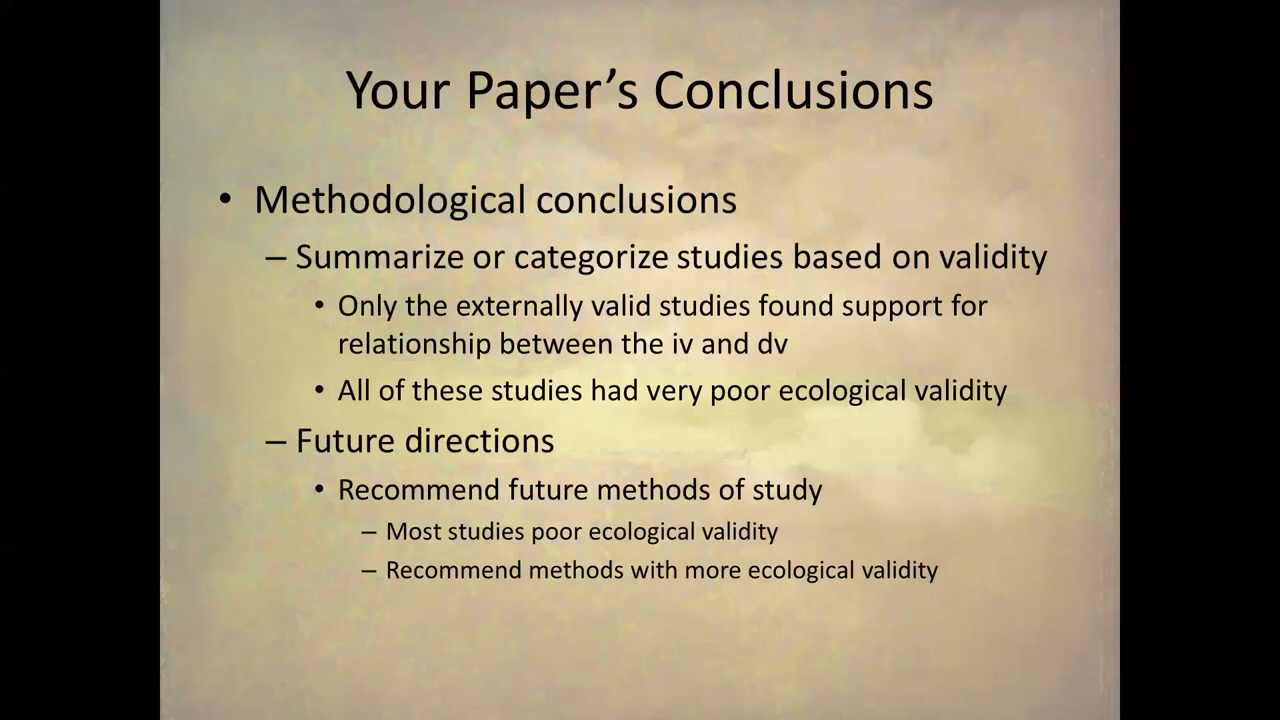 Your Paper’s Conclusions
• Methodological conclusions
– Summarize or categorize studies based on validity
• Only the externally valid studies found support for
relationship between the iv and dv
• All of these studies had very poor ecological validity
– Future directions
• Recommend future methods of study
– Most studies poor ecological validity
– Recommend methods with more ecological validity